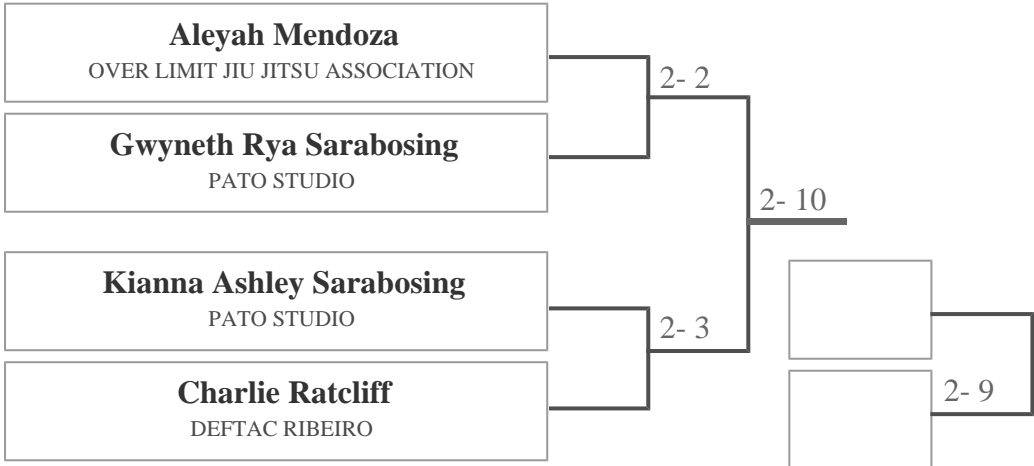 Aleyah Mendoza
OVER LIMIT JIU JITSU ASSOCIATION
2- 2
Gwyneth Rya Sarabosing
PATO STUDIO
2- 10
Kianna Ashley Sarabosing
PATO STUDIO
2- 3
Charlie Ratcliff
DEFTAC RIBEIRO
2- 9